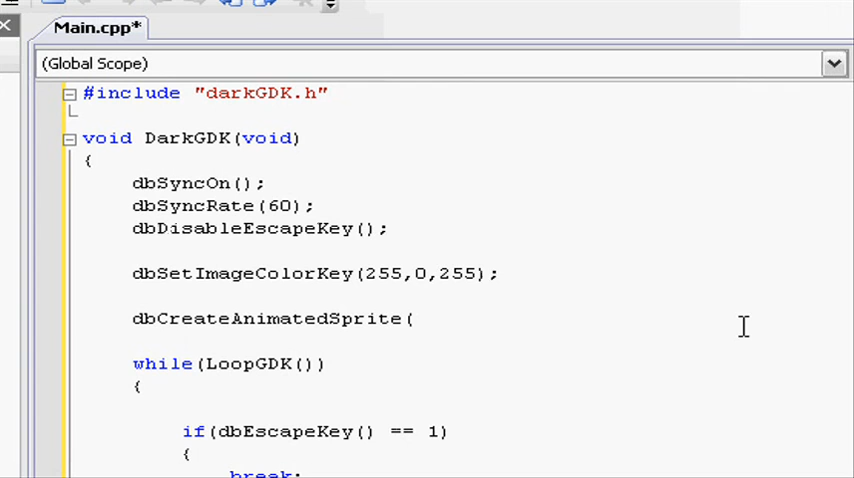 Main.cpp*
(Global Scope)
#include "darkGDK.h"
void DarkGDK(void)
{
dbSyncOn();
dbSyncRate(60);
dbDisableEscapeKey();
dbSetImageColorKey(255,0,255);
dbCreateAnimatedSprite(
while(LoopGDK())
{
if(dbEscapeKey() == 1)
{
break;